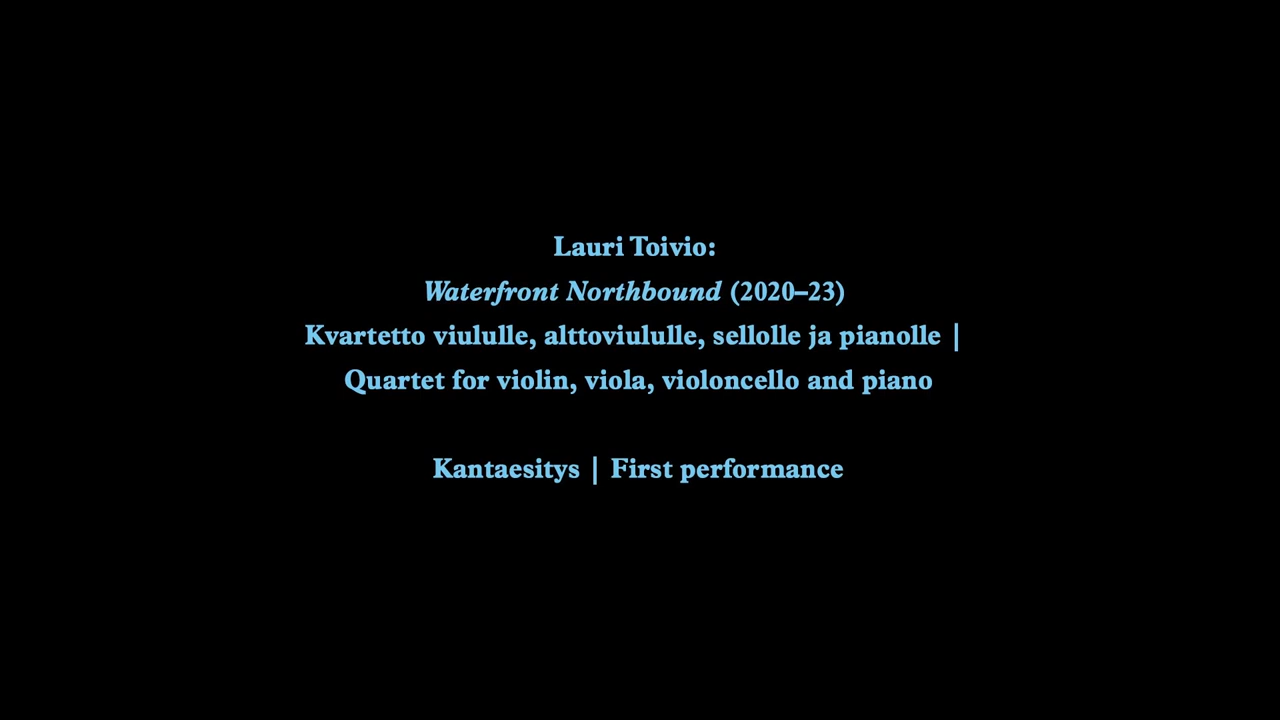 Lauri Toivio:
Waterfront Northbound (2020–23)
Kvartetto viululle, alttoviululle, sellolle ja pianolle |
Quartet for violin, viola, violoncello and piano
Kantaesitys | First performance